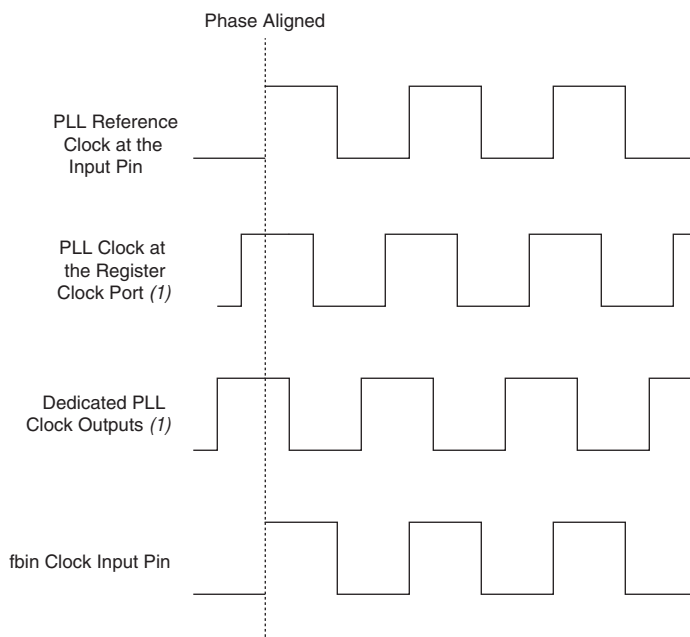 Phase Aligned
PLL Reference
Clock at the
Input Pin
PLL Clock at
the Register
Clock Port (1)
Dedicated PLL
Clock Outputs (1)
fbin Clock Input Pin